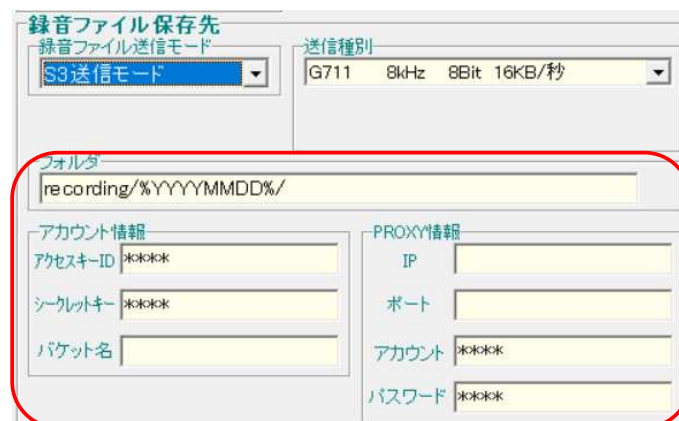 録音ファイル保存先
録音ファイル送信モード
S3送信モード
送信種別
G711 8kHz 8Bit 16KB/秒
フォルダ
recording/%YYYYMMDD%/
アカウント情報
アクセスキーID ****
シークレットキー ****
バケット名
PROXY情報
IP
ポート
アカウント ****
パスワード ****